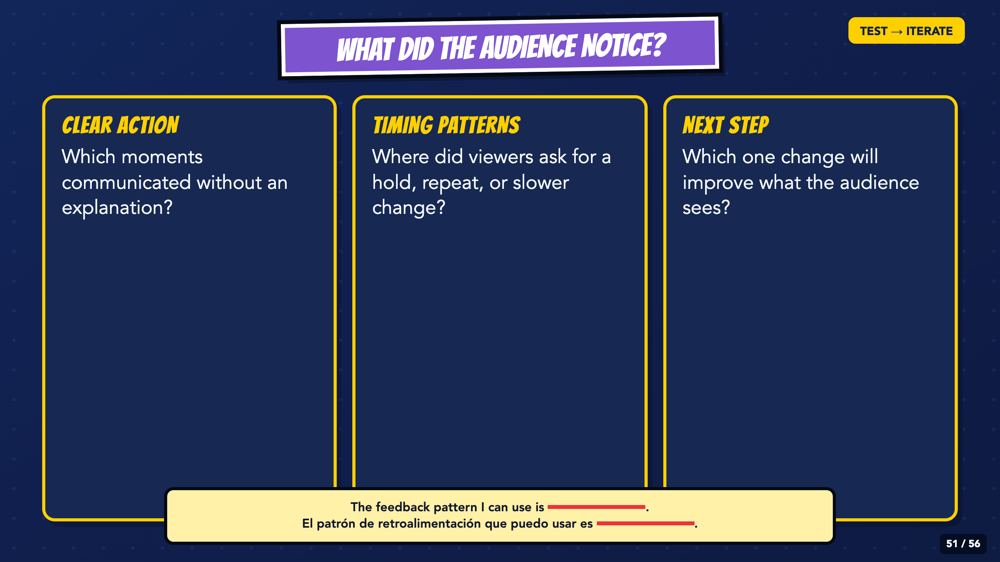 WHAT DID THE AUDIENCE NOTICE?
TEST → ITERATE
CLEAR ACTION
Which moments
communicated without an
explanation?
TIMING PATTERNS
Where did viewers ask for a
hold, repeat, or slower
change?
NEXT STEP
Which one change will
improve what the audience
sees?
The feedback pattern I can use is ____________.
El patrón de retroalimentación que puedo usar es ____________.
51 / 56